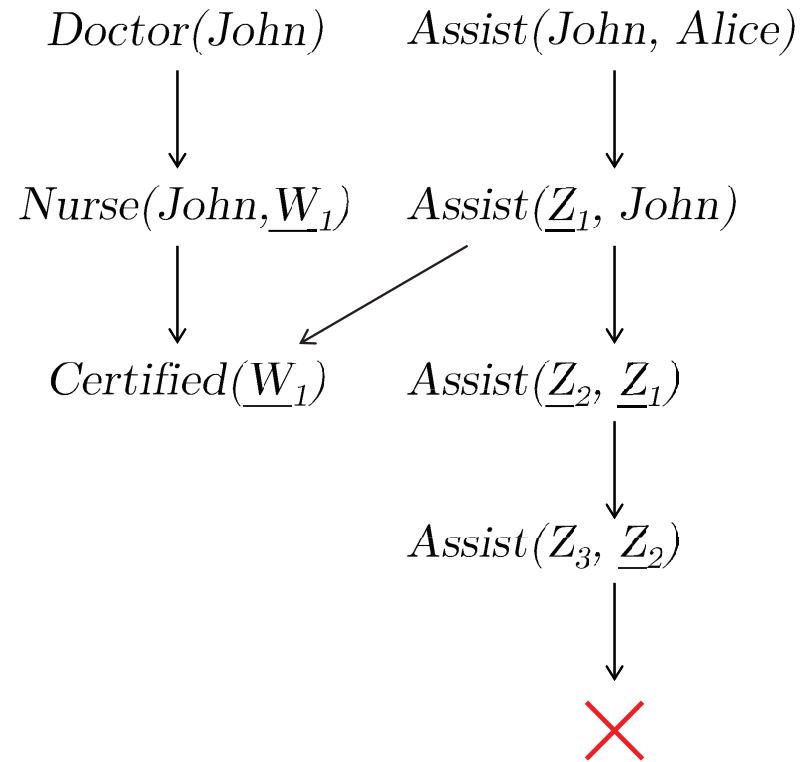 Doctor(John) Assist(John, Alice)
Nurse(John,W₁) Assist(Z₁, John)
Certified(W₁) Assist(Z₂, Z₁)
Assist(Z₃, Z₂)